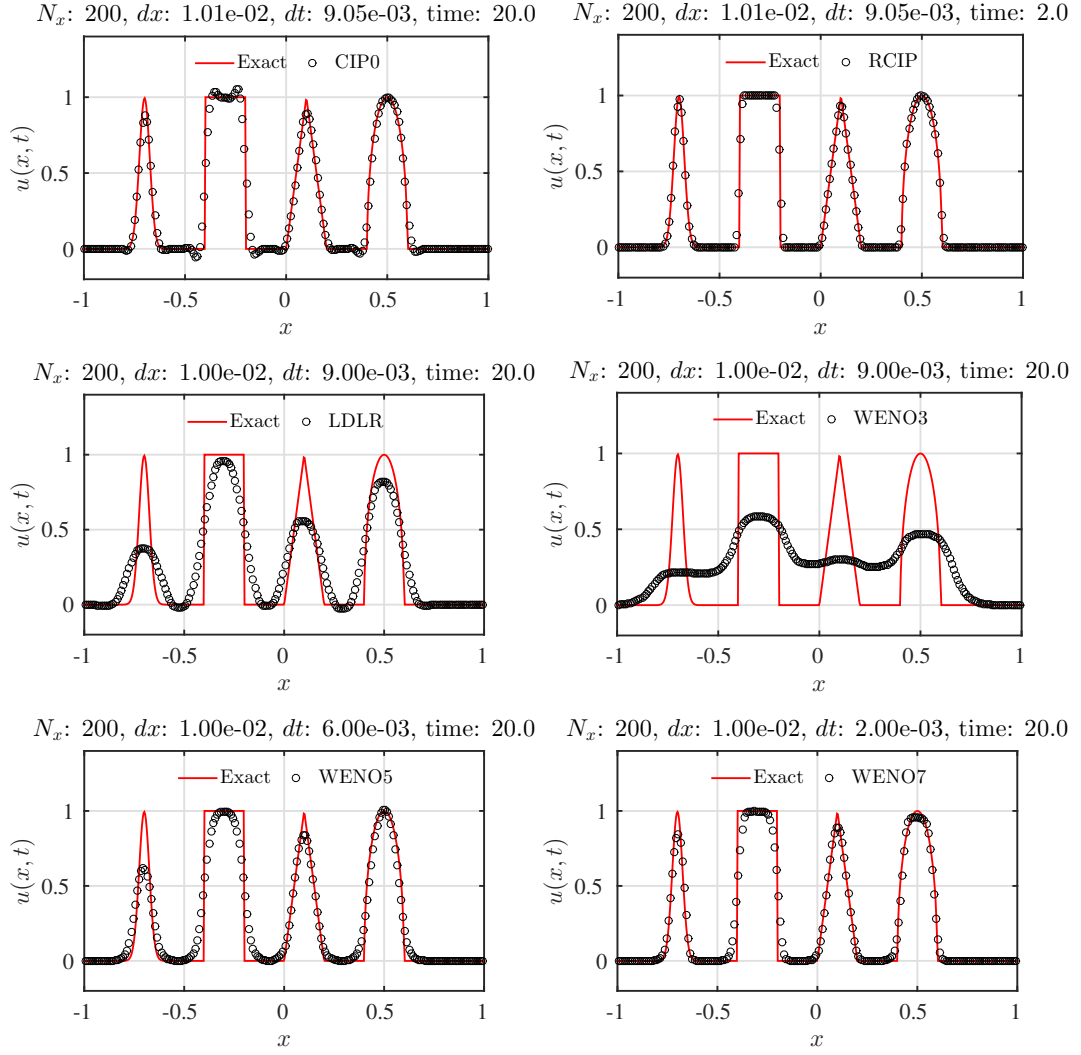 N_x: 200, dx: 1.01e-02, dt: 9.05e-03, time: 20.0
Exact CIP0
1
0.5
0
u(x, t)
-1 -0.5 0 0.5 1
x
N_x: 200, dx: 1.01e-02, dt: 9.05e-03, time: 2.0
Exact RCIP
1
0.5
0
u(x, t)
-1 -0.5 0 0.5 1
x
N_x: 200, dx: 1.00e-02, dt: 9.00e-03, time: 20.0
Exact LDLR
1
0.5
0
u(x, t)
-1 -0.5 0 0.5 1
x
N_x: 200, dx: 1.00e-02, dt: 9.00e-03, time: 20.0
Exact WENO3
1
0.5
0
u(x, t)
-1 -0.5 0 0.5 1
x
N_x: 200, dx: 1.00e-02, dt: 6.00e-03, time: 20.0
Exact WENO5
1
0.5
0
u(x, t)
-1 -0.5 0 0.5 1
x
N_x: 200, dx: 1.00e-02, dt: 2.00e-03, time: 20.0
Exact WENO7
1
0.5
0
u(x, t)
-1 -0.5 0 0.5 1
x